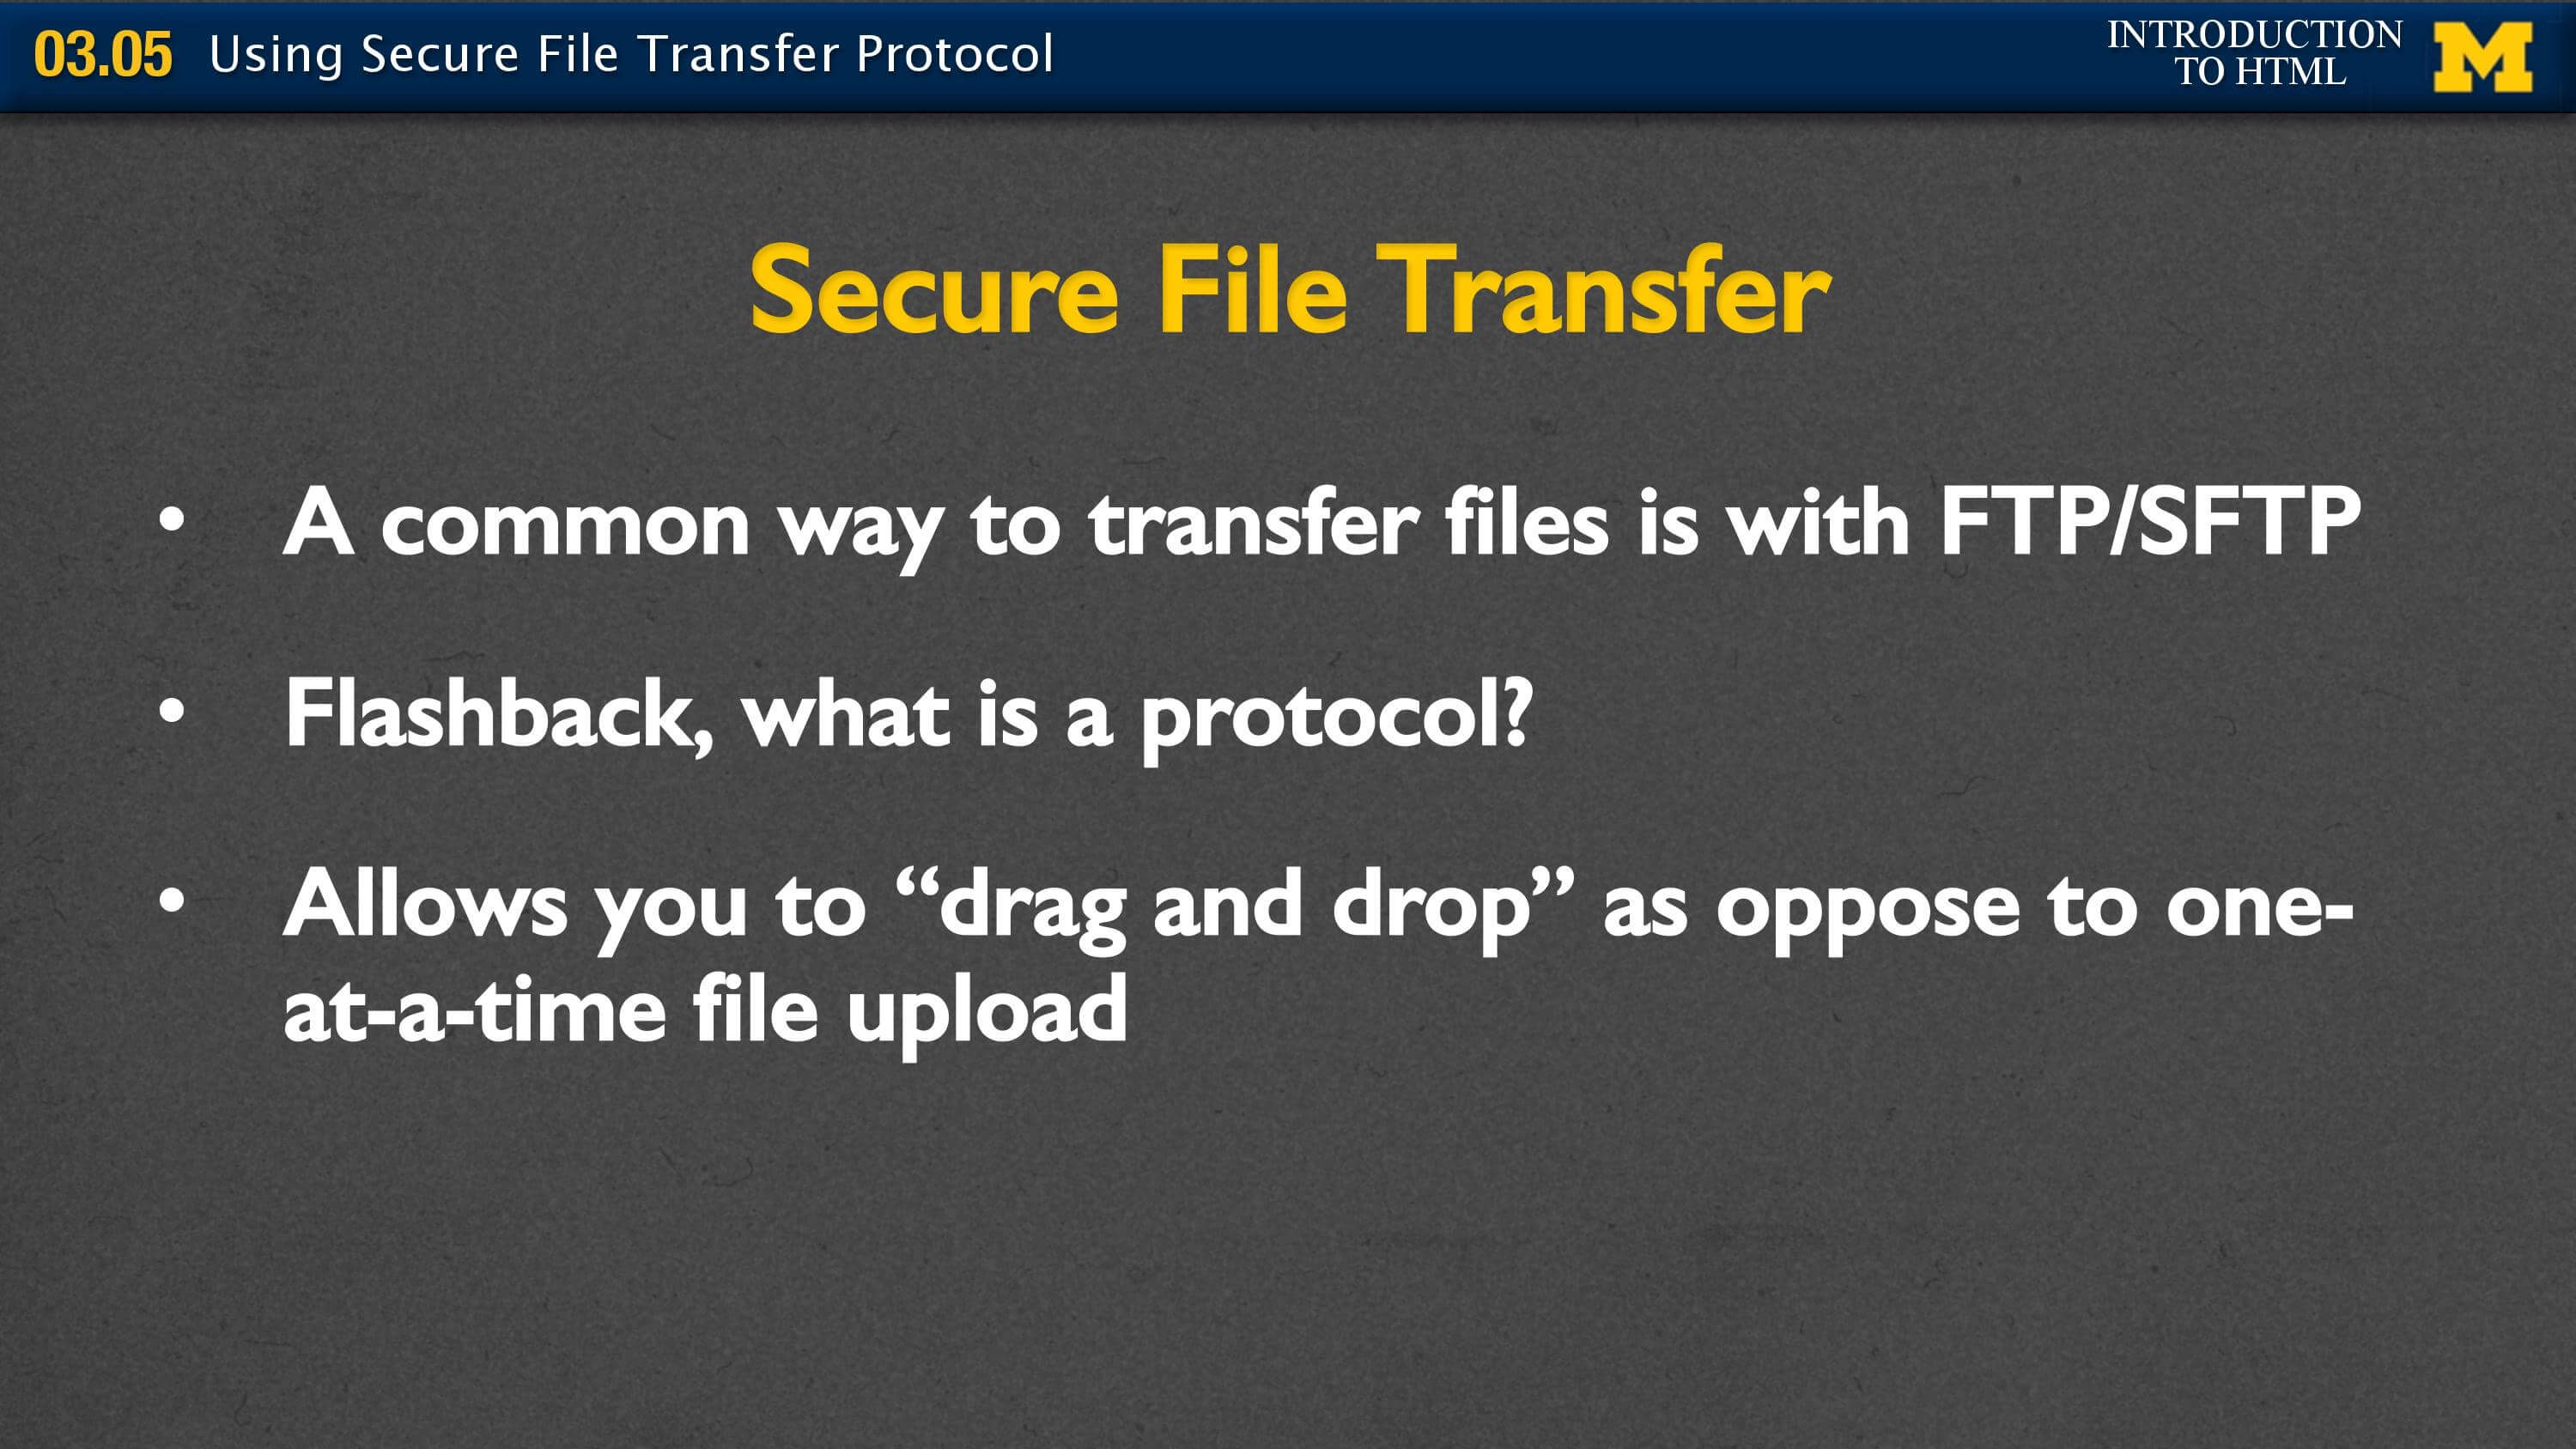 03.05 Using Secure File Transfer Protocol
INTRODUCTION
TO HTML
M
Secure File Transfer
• A common way to transfer files is with FTP/SFTP
• Flashback, what is a protocol?
• Allows you to “drag and drop” as oppose to one-
at-a-time file upload